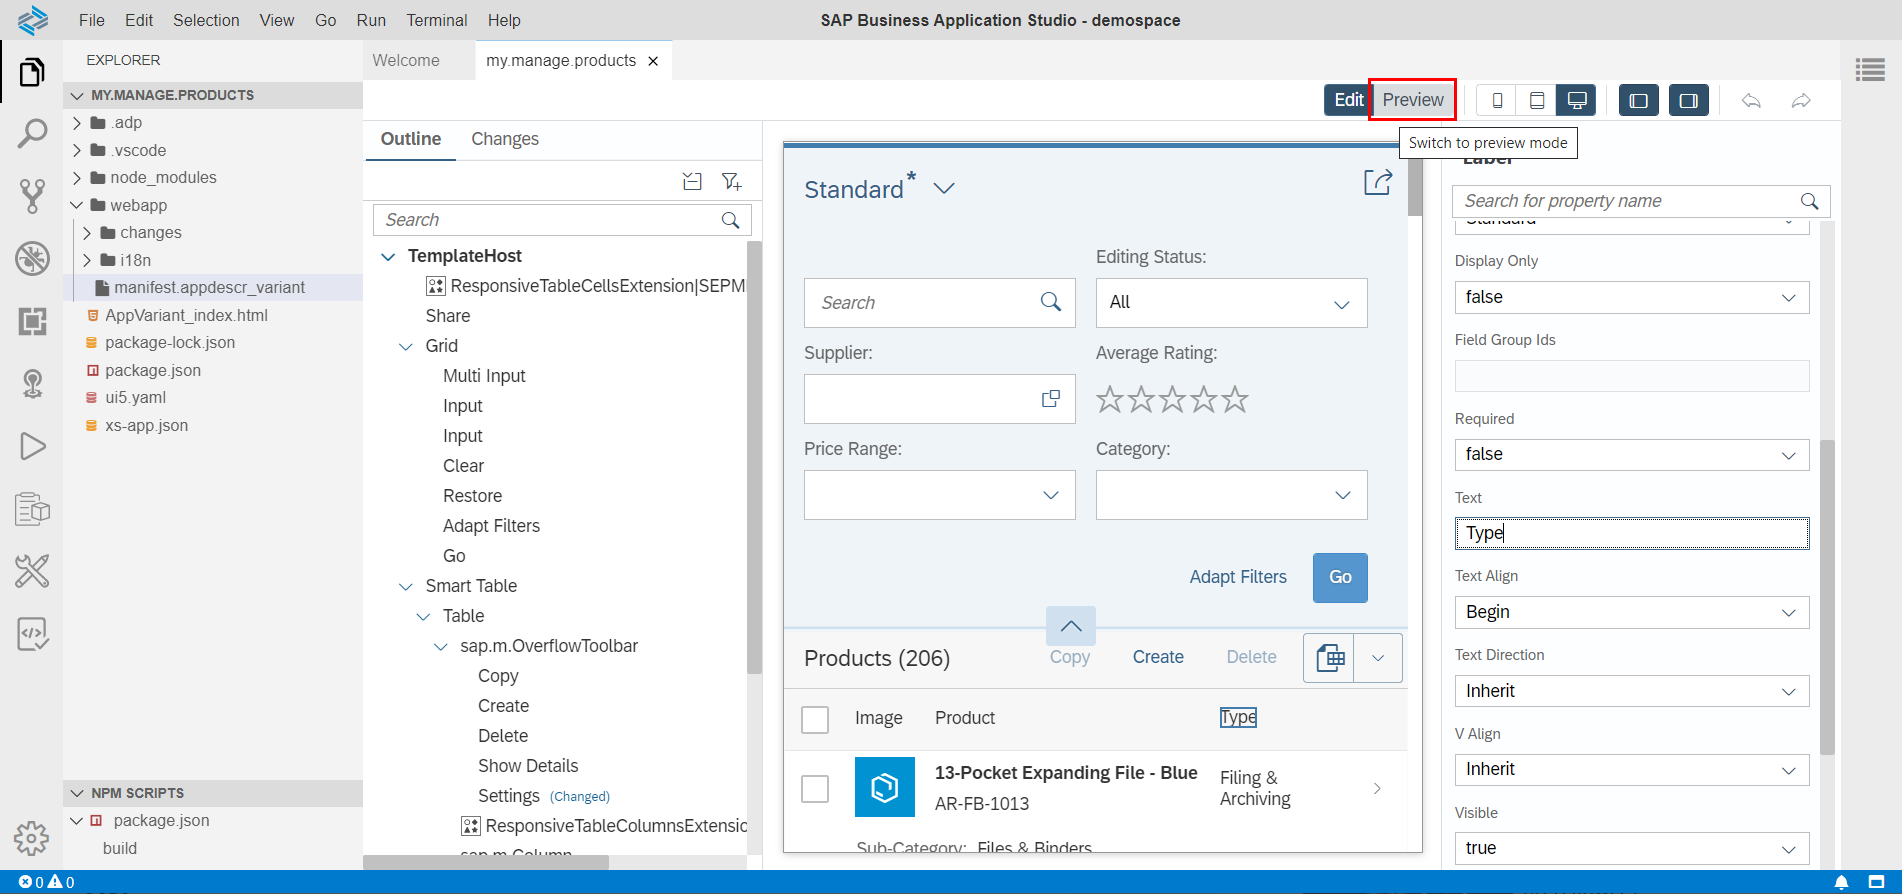 File Edit Selection View Go Run Terminal Help
SAP Business Application Studio - demospace
EXPLORER
MY.MANAGE.PRODUCTS
.adp
.vscode
node_modules
webapp
changes
i18n
manifest.appdescr_variant
AppVariant_index.html
package-lock.json
package.json
ui5.yaml
xs-app.json
NPM SCRIPTS
package.json
build
Welcome
my.manage.products
Edit Preview
Switch to preview mode
Outline Changes
Search
TemplateHost
ResponsiveTableCellsExtension|SEPM
Share
Grid
Multi Input
Input
Input
Clear
Restore
Adapt Filters
Go
Smart Table
Table
sap.m.OverflowToolbar
Copy
Create
Delete
Show Details
Settings (Changed)
ResponsiveTableColumnsExtensio
sap.m.Column
Standard*
Editing Status:
Search
All
Supplier:
Average Rating:
Price Range:
Category:
Adapt Filters Go
Products (206) Copy Create Delete
Image Product Type
13-Pocket Expanding File - Blue
AR-FB-1013
Filing &
Archiving
Sub-Category: Files & Binders
Label
Search for property name
Standard
Display Only
false
Field Group Ids
Required
false
Text
Type
Text Align
Begin
Text Direction
Inherit
V Align
Inherit
Visible
true
0 0